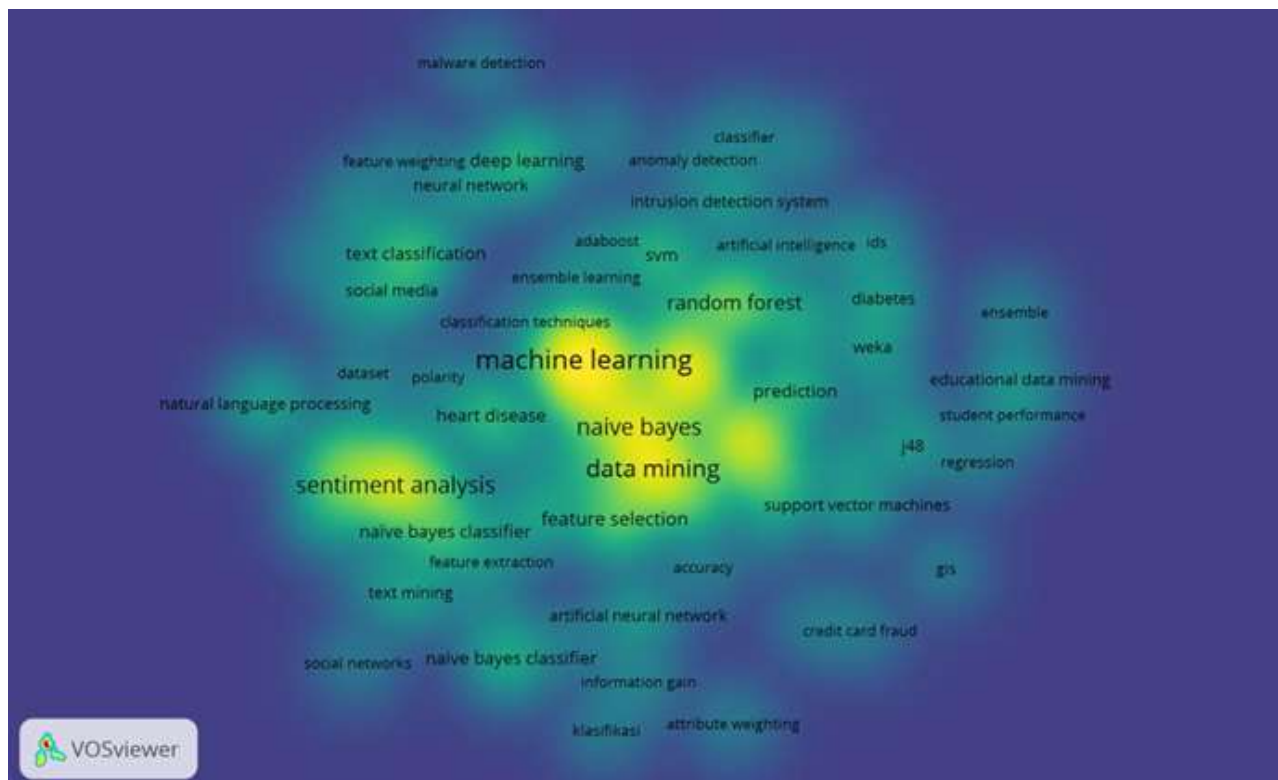 malware detection
classifier
feature weighting deep learning
anomaly detection
neural network
intrusion detection system
adaboost
svm
artificial intelligence
ids
text classification
ensemble learning
social media
random forest
diabetes
ensemble
classification techniques
machine learning
weka
dataset
polarity
educational data mining
prediction
natural language processing
heart disease
student performance
naive bayes
j48
data mining
regression
sentiment analysis
support vector machines
feature selection
naïve bayes classifier
feature extraction
accuracy
gis
text mining
artificial neural network
credit card fraud
social networks
naive bayes classifier
information gain
klasifikasi
attribute weighting
VOSviewer